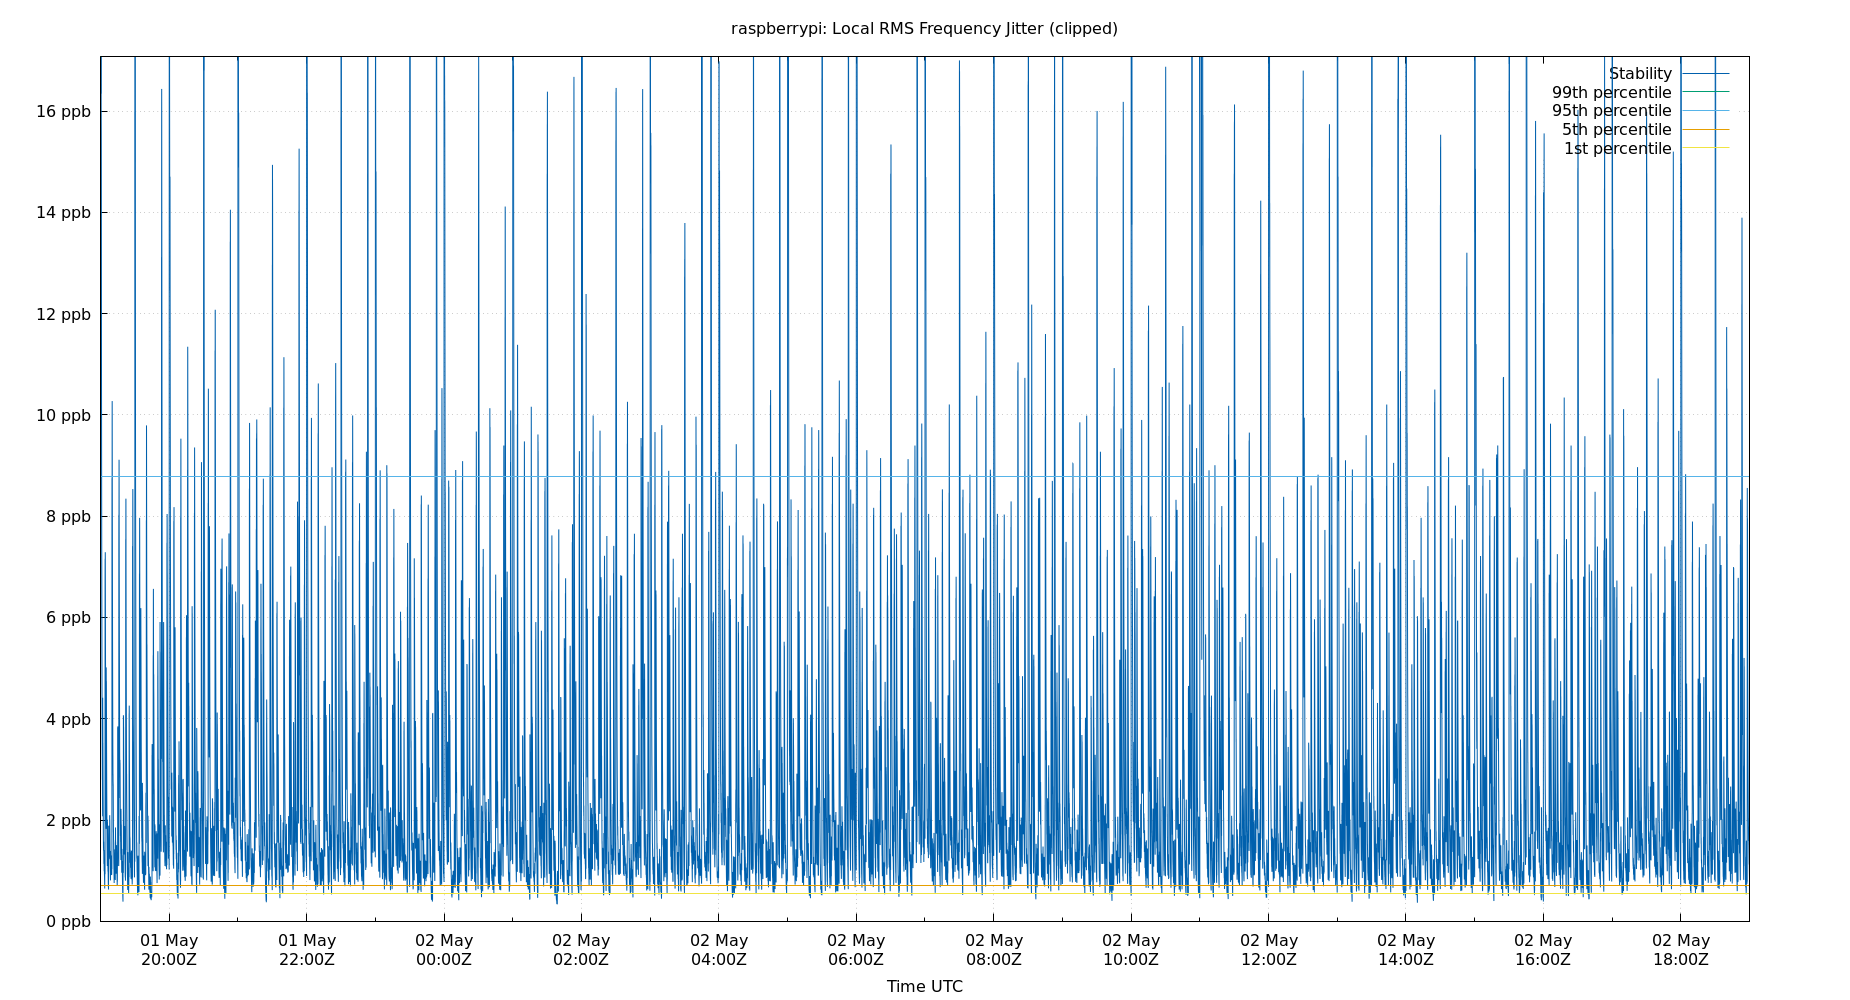 raspberrypi: Local RMS Frequency Jitter (clipped)
Stability
99th percentile
95th percentile
5th percentile
1st percentile
16 ppb
14 ppb
12 ppb
10 ppb
8 ppb
6 ppb
4 ppb
2 ppb
0 ppb
01 May 01 May 02 May 02 May 02 May 02 May 02 May 02 May 02 May 02 May 02 May 02 May
20:00Z 22:00Z 00:00Z 02:00Z 04:00Z 06:00Z 08:00Z 10:00Z 12:00Z 14:00Z 16:00Z 18:00Z
Time UTC